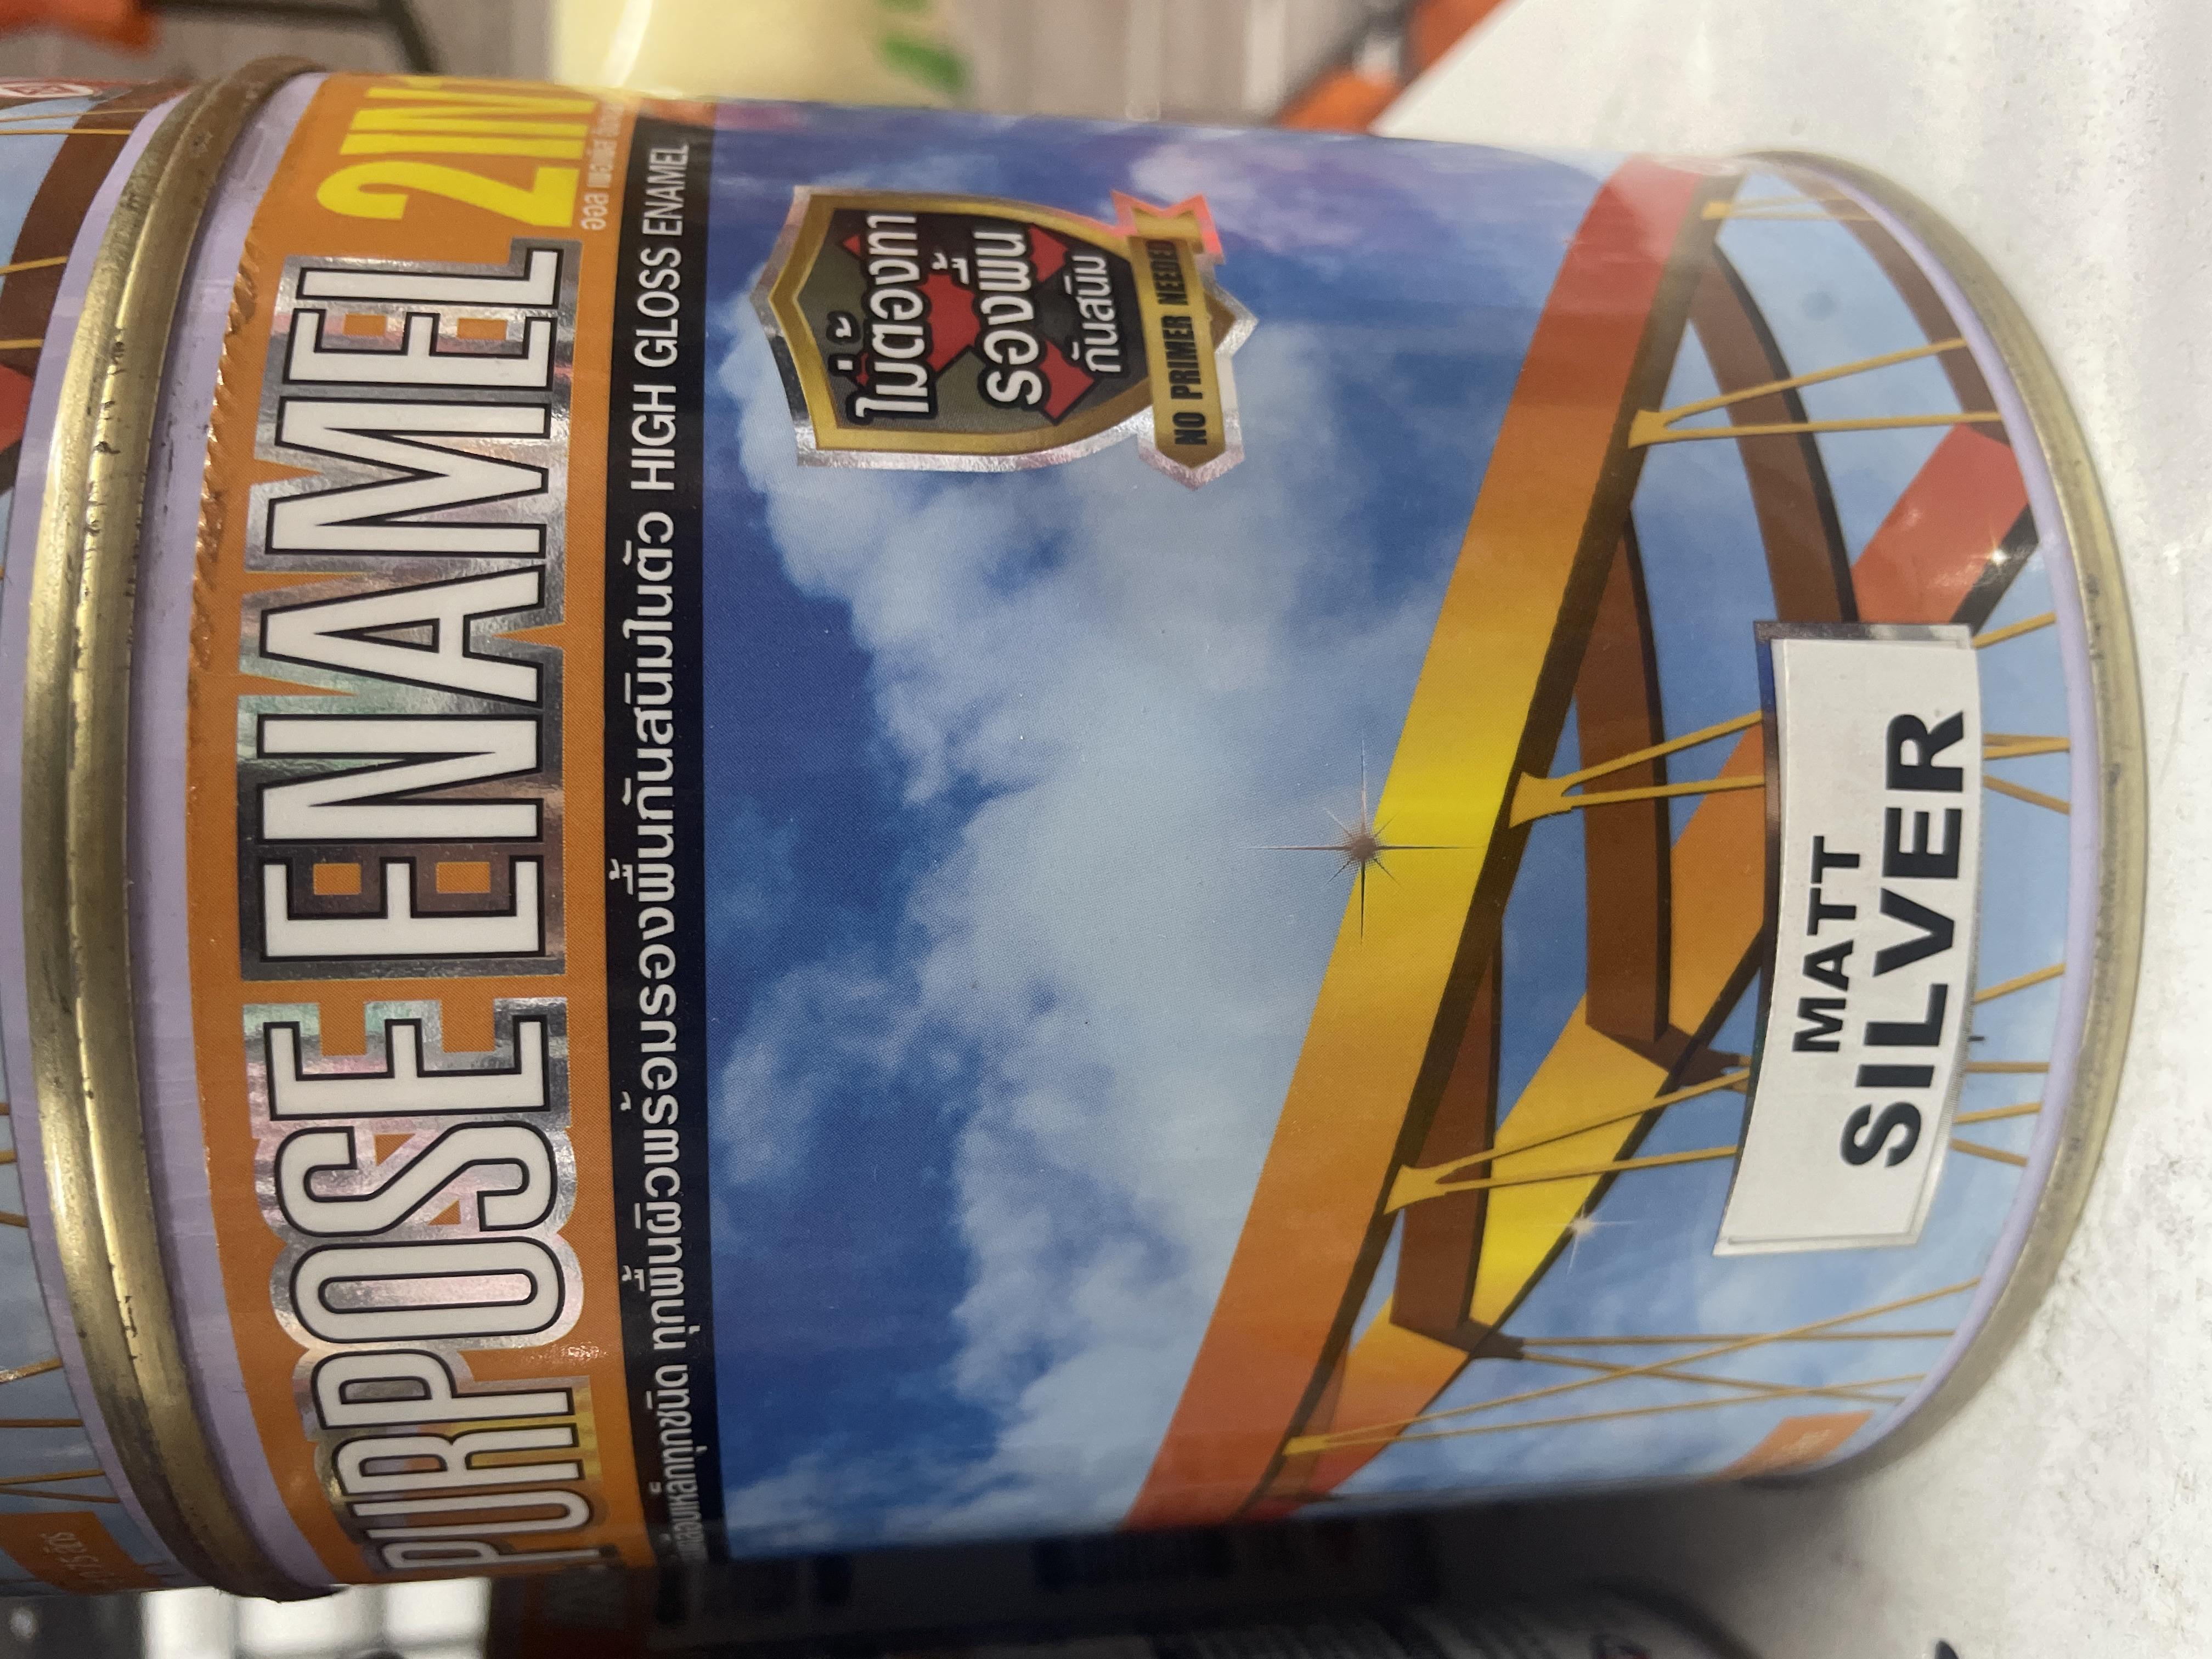 PURPOSE ENAMEL 2IN1
ทุกพื้นผิวพร้อมรองพื้นกันสนิมในตัว HIGH GLOSS ENAMEL
ไม่ต้องทา
รองพื้น
กันสนิม
NO PRIMER NEEDED
MATT
SILVER